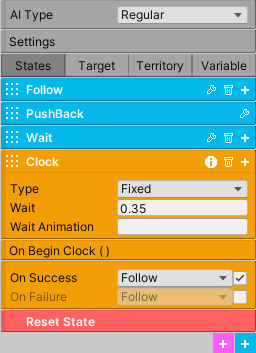 AI Type Regular
Settings
States Target Territory Variable
Follow
PushBack
Wait
Clock
Type Fixed
Wait 0.35
Wait Animation
On Begin Clock ( )
On Success Follow
On Failure Follow
Reset State